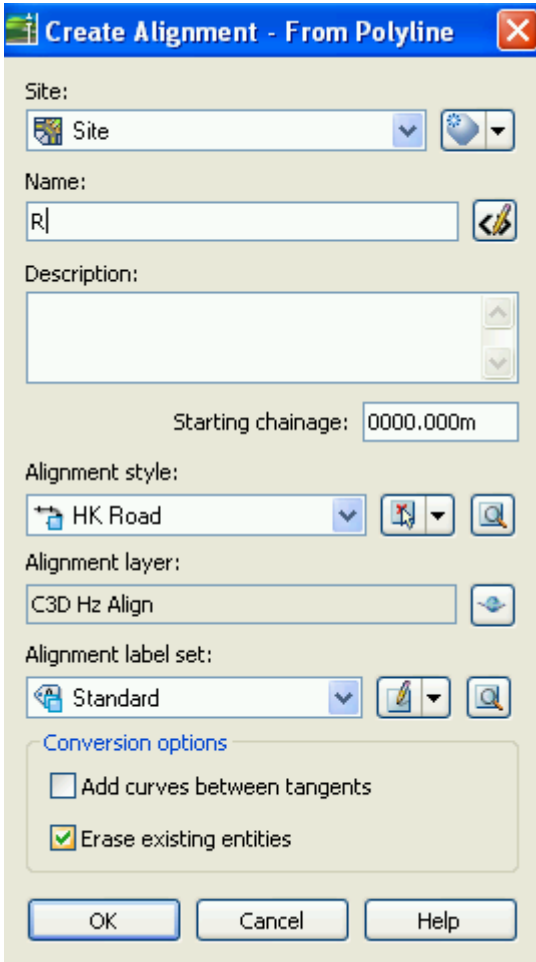 Create Alignment - From Polyline
Site:
Site
Name:
R
Description:
Starting chainage: 0000.000m
Alignment style:
HK Road
Alignment layer:
C3D Hz Align
Alignment label set:
Standard
Conversion options
Add curves between tangents
Erase existing entities
OK Cancel Help